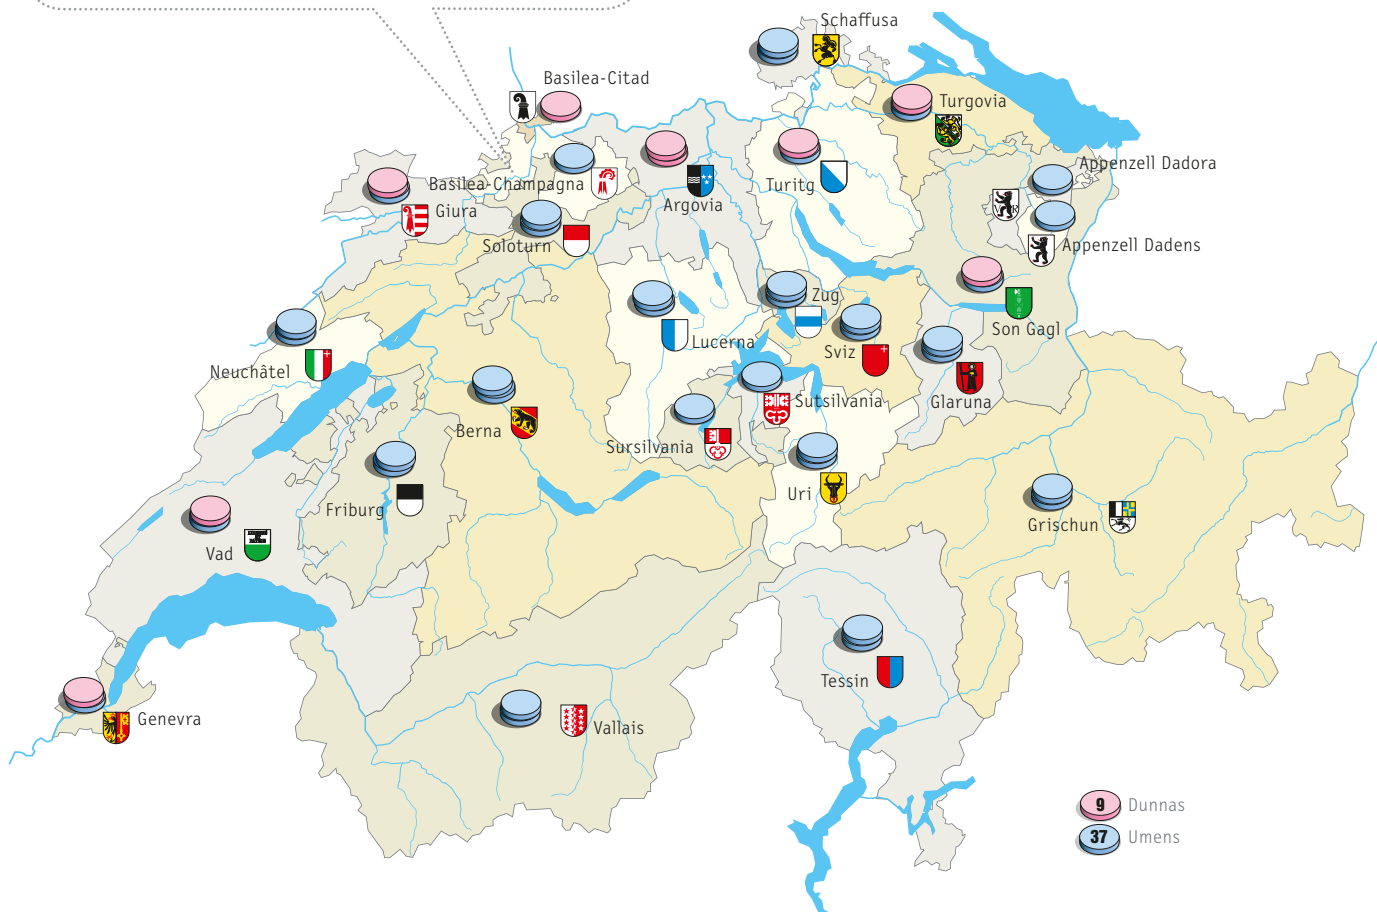 Schaffusa
Basilea-Citad
Turgovia
Appenzell Dadora
Basilea-Champagna
Turitg
Giura
Argovia
Soloturn
Appenzell Dadens
Zug
Son Gagl
Lucerna
Sviz
Neuchâtel
Glaruna
Sutsilvania
Berna
Sursilvania
Uri
Friburg
Grischun
Vad
Tessin
Genevra
Vallais
9 Dunnas
37 Umens